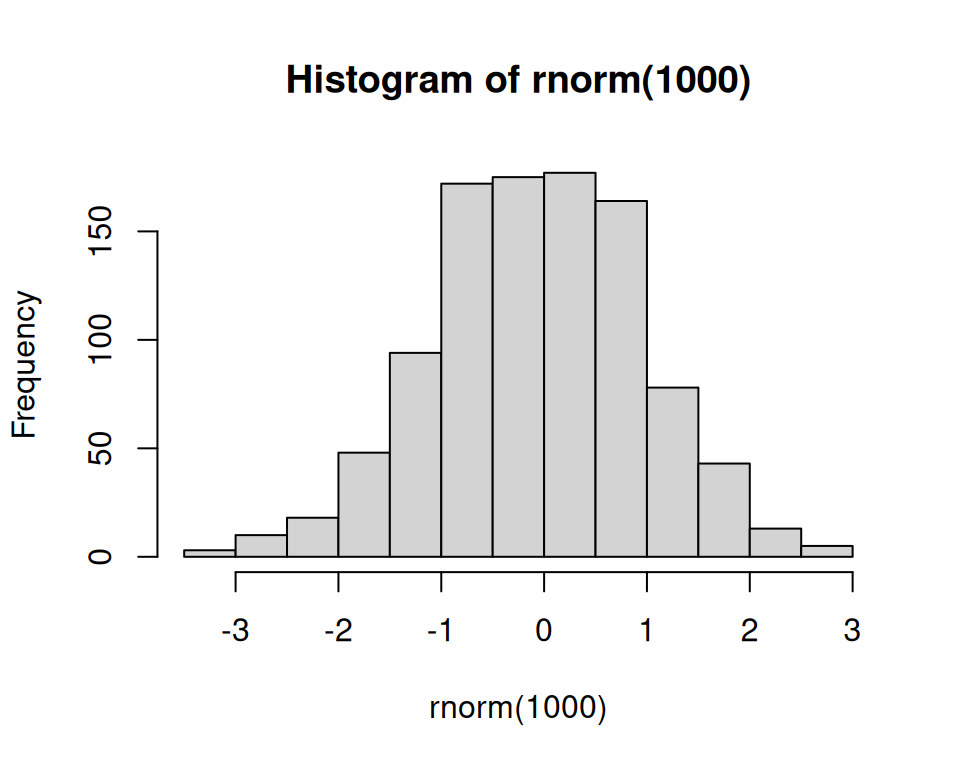 Histogram of rnorm(1000)
Frequency
150
100
50
0
-3 -2 -1 0 1 2 3
rnorm(1000)